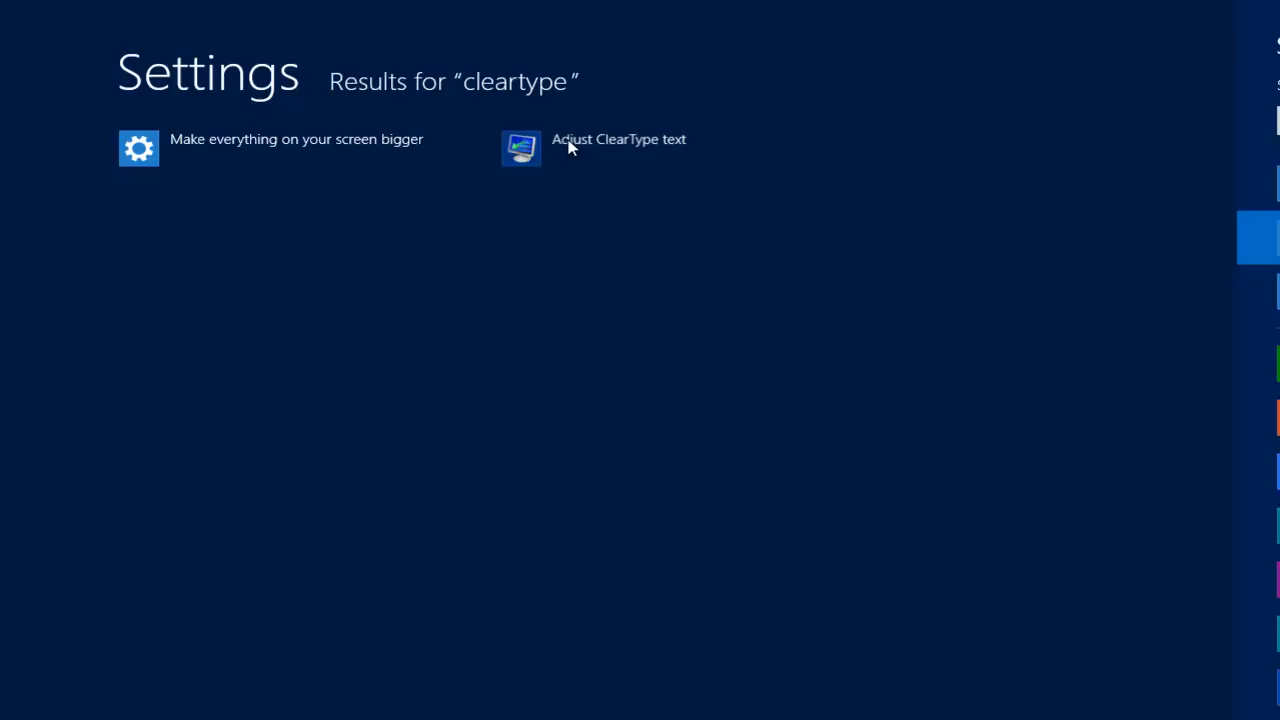 Settings Results for “cleartype”
Make everything on your screen bigger
Adjust ClearType text